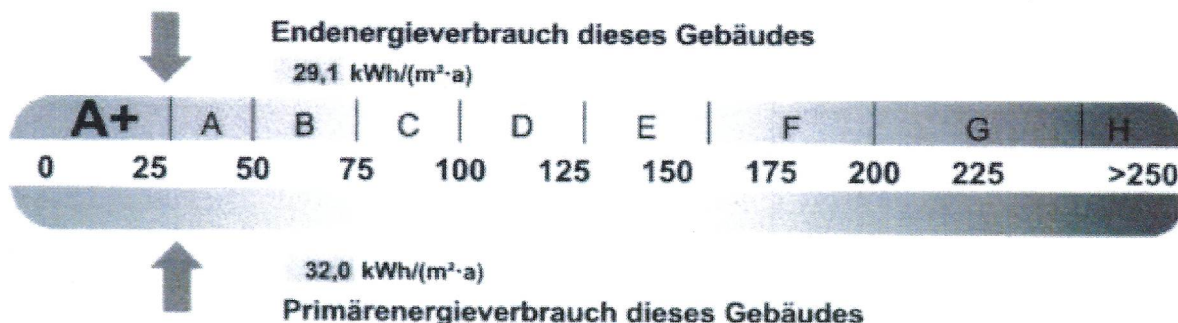 Endenergieverbrauch dieses Gebäudes
29,1 kWh/(m²·a)
A+ A B C D E F G H
0 25 50 75 100 125 150 175 200 225 >250
32,0 kWh/(m²·a)
Primärenergieverbrauch dieses Gebäudes